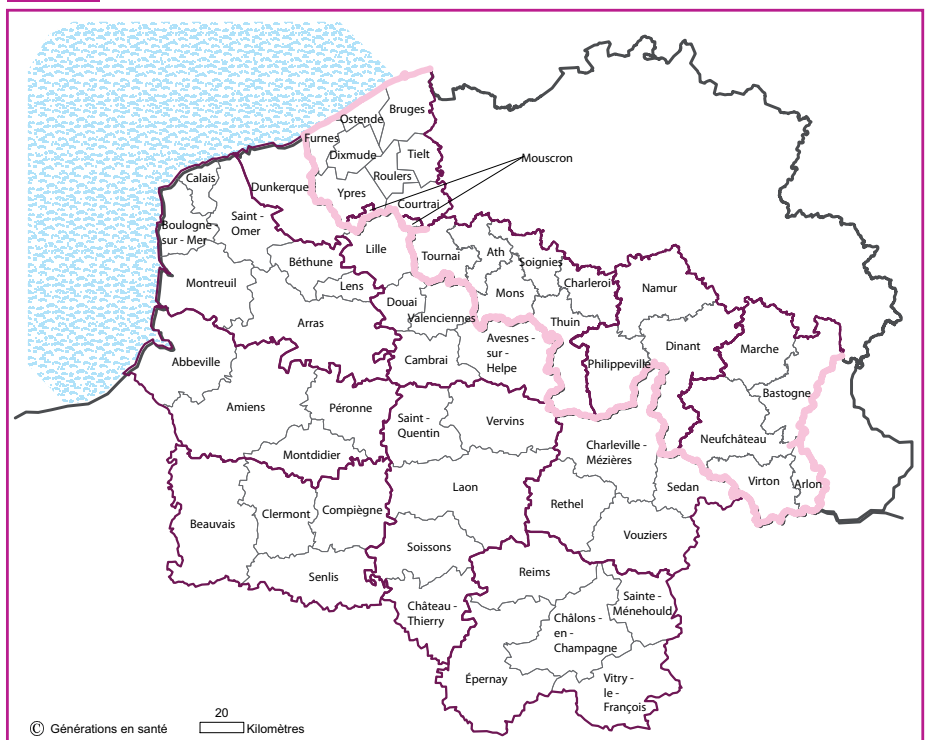 Bruges
Ostende
Furnes
Dixmude
Tielt
Mouscron
Roulers
Calais
Dunkerque
Ypres
Courtrai
Boulogne
sur - Mer
Saint -
Omer
Lille
Tournai
Ath
Soignies
Béthune
Montreuil
Lens
Charleroi
Namur
Mons
Douai
Valenciennes
Arras
Thuin
Avesnes -
sur -
Helpe
Dinant
Marche
Abbeville
Cambrai
Philippeville
Bastogne
Amiens
Péronne
Saint -
Quentin
Vervins
Charleville -
Mézières
Neufchâteau
Montdidier
Laon
Sedan
Virton
Arlon
Beauvais
Clermont
Compiègne
Rethel
Vouziers
Soissons
Senlis
Reims
Château -
Thierry
Sainte -
Ménehould
Châlons -
en -
Champagne
Épernay
Vitry -
le -
François
© Générations en santé
20
Kilomètres